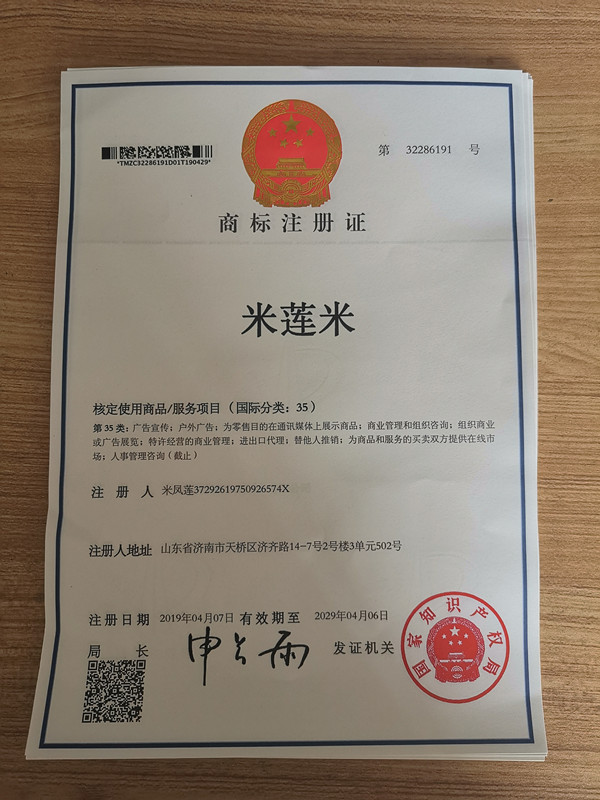 *TMZC32286191D01T190429*
第 32286191 号
商标注册证
米莲米
核定使用商品/服务项目（国际分类：35）
第 35 类：广告宣传；户外广告；为零售目的在通讯媒体上展示商品；商业管理和组织咨询；组织商业
或广告展览；特许经营的商业管理；进出口代理；替他人推销；为商品和服务的买卖双方提供在线市
场；人事管理咨询（截止）
注 册 人 米凤莲37292619750926574X
注册人地址 山东省济南市天桥区济齐路14-7号2号楼3单元502号
注册日期 2019年04月07日 有效期至 2029年04月06日
局 长 申长雨 发证机关
国家知识产权局